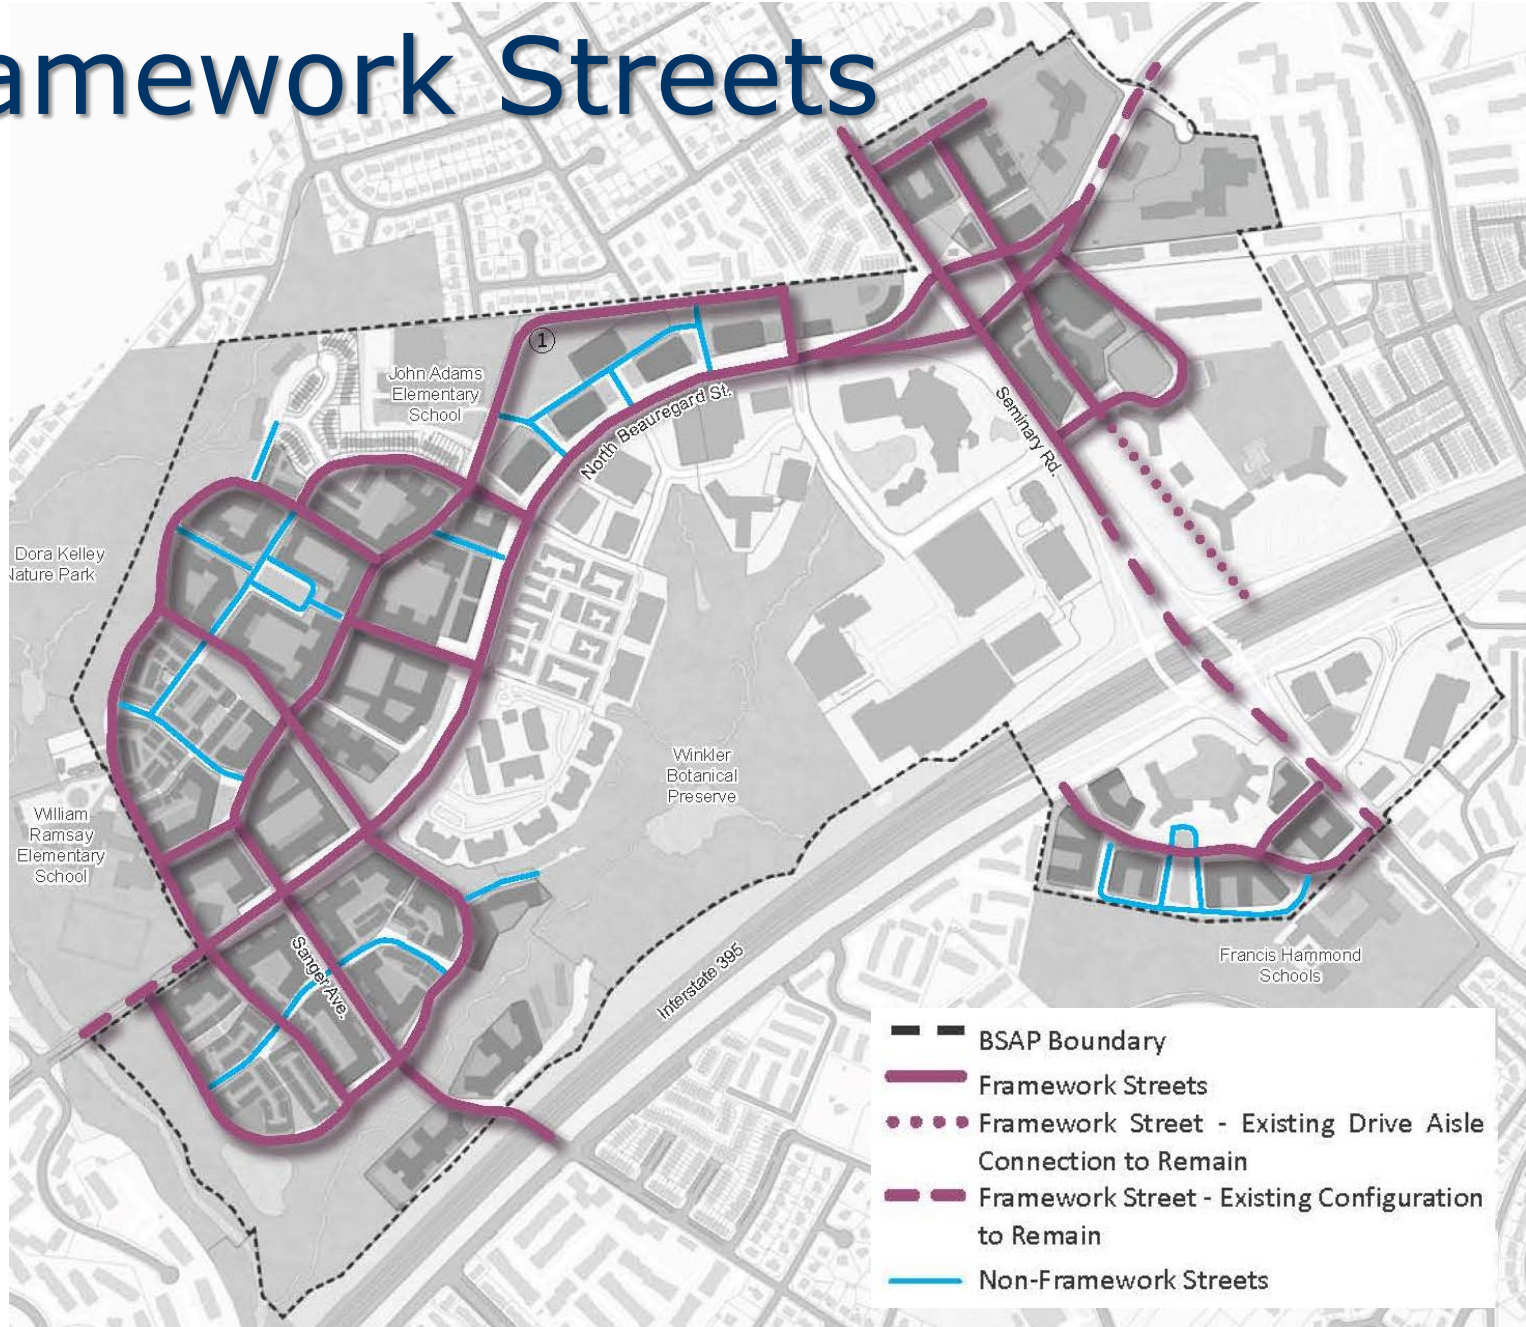 amework Streets
1
John Adams
Elementary
School
North Beauregard St.
Seminary Rd.
Dora Kelley
Nature Park
Winkler
Botanical
Preserve
William
Ramsay
Elementary
School
Sanger Ave.
Interstate 395
Francis Hammond
Schools
BSAP Boundary
Framework Streets
Framework Street - Existing Drive Aisle
Connection to Remain
Framework Street - Existing Configuration
to Remain
Non-Framework Streets